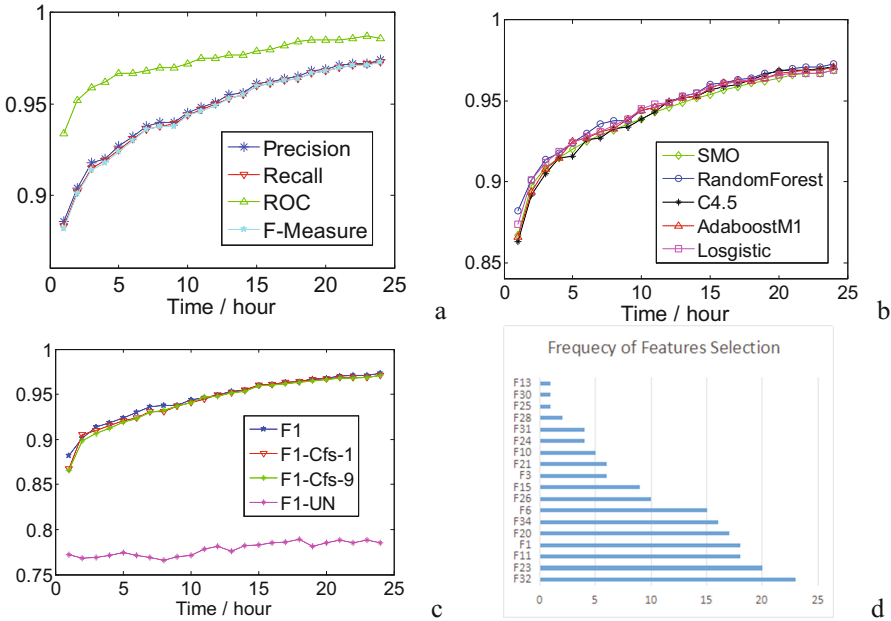 1
0.95
0.9
0 5 10 15 20 25
Time / hour
Precision
Recall
ROC
F-Measure
a
1
0.95
0.9
0.85
0 5 10 15 20 25
Time / hour
SMO
RandomForest
C4.5
AdaboostM1
Losgistic
b
1
0.95
0.9
0.85
0.8
0.75
0 5 10 15 20 25
Time / hour
F1
F1-Cfs-1
F1-Cfs-9
F1-UN
c
Frequecy of Features Selection
F13
F30
F25
F28
F31
F24
F10
F21
F3
F15
F26
F6
F34
F20
F1
F11
F23
F32
0 5 10 15 20 25
d